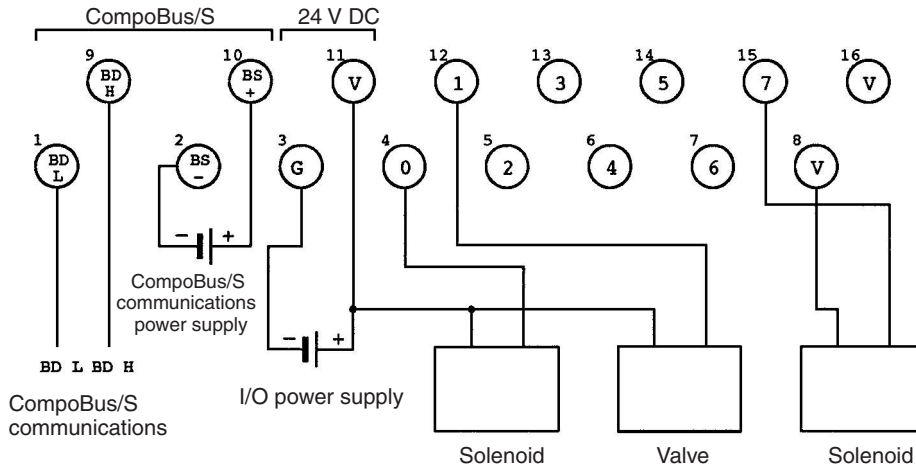 CompoBus/S 24 V DC
9 10 11 12 13 14 15 16
BD H BS + V 1 3 5 7 V
1 2 3 4 5 6 7 8
BD L BS − G 0 2 4 6 V
− +
CompoBus/S
communications
power supply
− +
BD L BD H
I/O power supply
CompoBus/S
communications
Solenoid Valve Solenoid